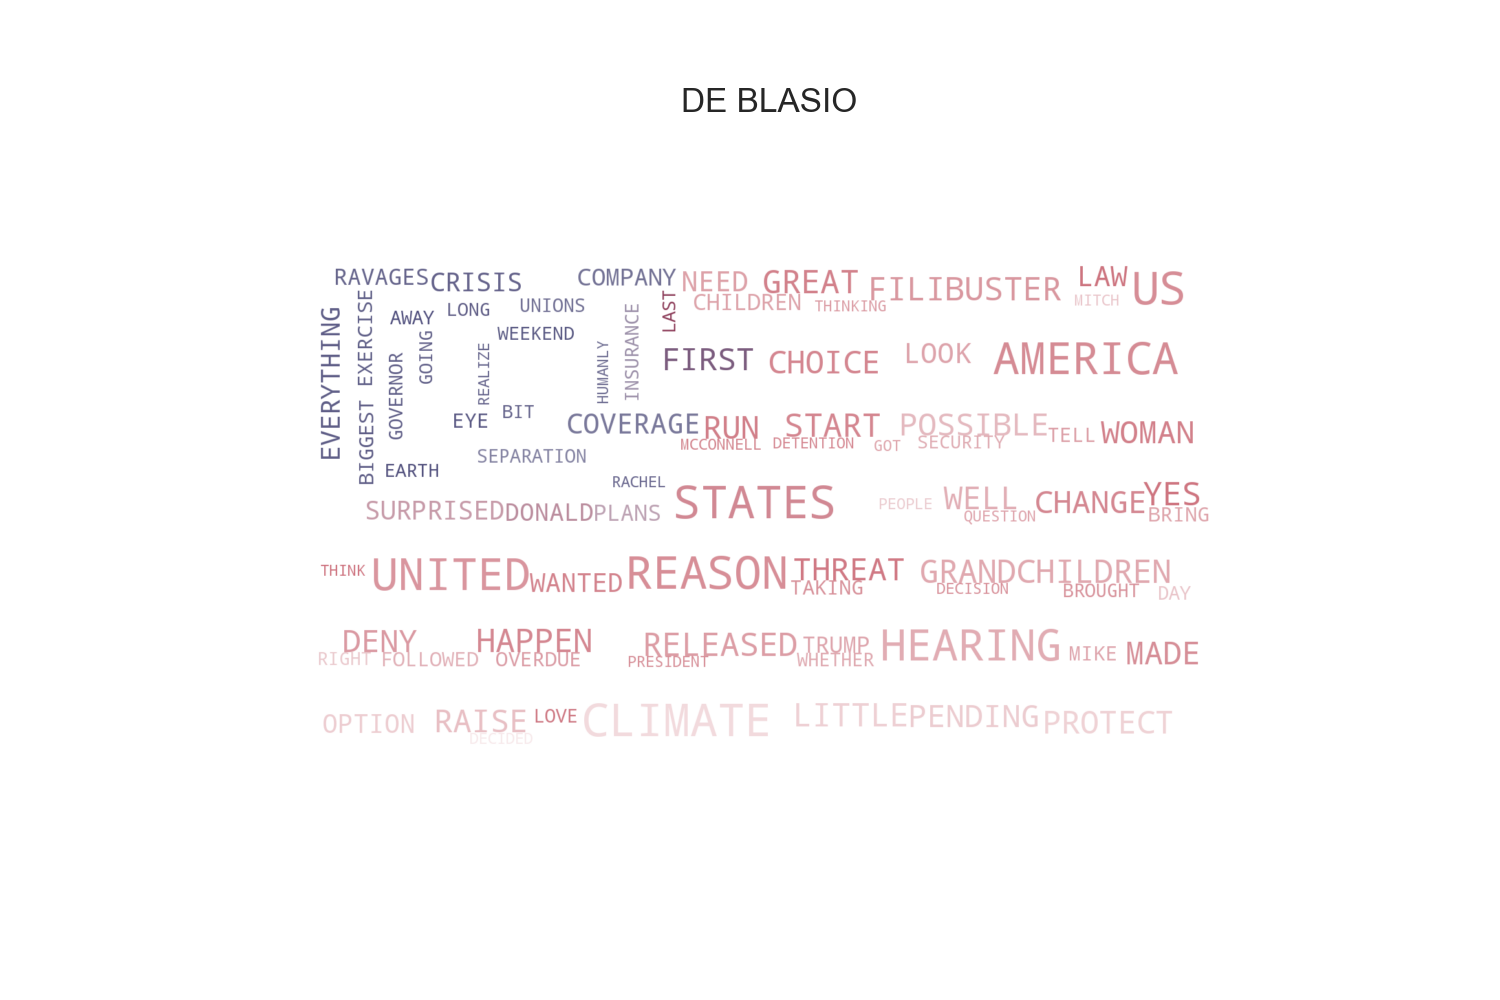 DE BLASIO
RAVAGES CRISIS COMPANY NEED GREAT FILIBUSTER LAW US
LONG UNIONS CHILDREN THINKING MITCH
AWAY WEEKEND LAST
EVERYTHING BIGGEST EXERCISE GOVERNOR GOING REALIZE HUMANLY INSURANCE
FIRST CHOICE LOOK AMERICA
EYE BIT COVERAGE RUN START POSSIBLE TELL WOMAN
MCCONNELL DETENTION GOT SECURITY
EARTH SEPARATION
RACHEL
SURPRISED DONALD PLANS STATES PEOPLE WELL CHANGE YES
QUESTION BRING
THINK UNITED WANTED REASON THREAT GRANDCHILDREN
TAKING DECISION BROUGHT DAY
DENY HAPPEN RELEASED TRUMP HEARING MIKE MADE
RIGHT FOLLOWED OVERDUE PRESIDENT WHETHER
OPTION RAISE LOVE CLIMATE LITTLE PENDING PROTECT
DECIDED